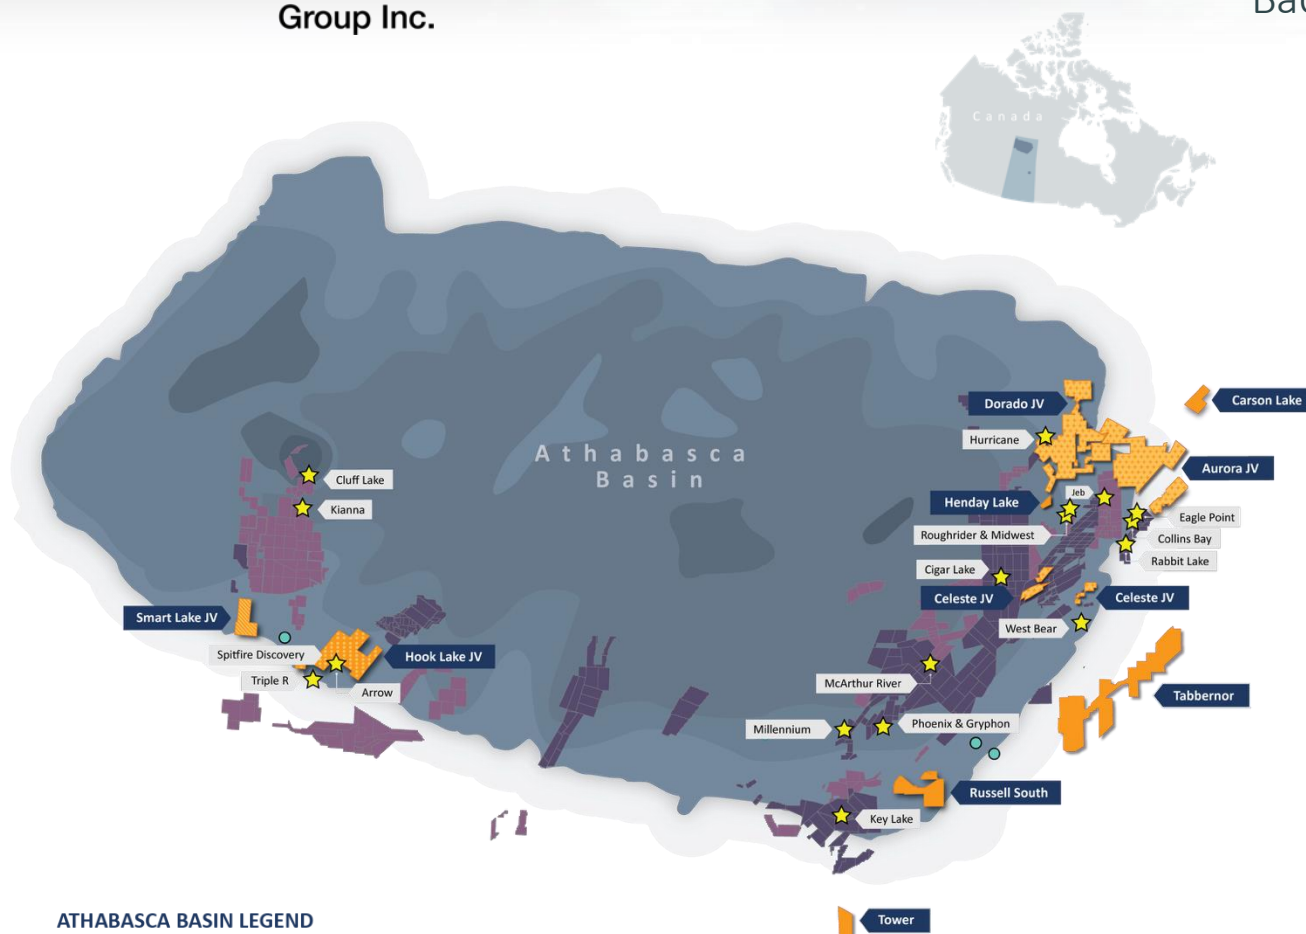 Group Inc.
Canada
Athabasca
Basin
Dorado JV
Carson Lake
Hurricane
Aurora JV
Cluff Lake
Kianna
Jeb
Henday Lake
Eagle Point
Roughrider & Midwest
Collins Bay
Rabbit Lake
Cigar Lake
Celeste JV
Celeste JV
Smart Lake JV
West Bear
Spitfire Discovery
Hook Lake JV
Triple R
Arrow
McArthur River
Tabbernor
Millennium
Phoenix & Gryphon
Russell South
Key Lake
ATHABASCA BASIN LEGEND
Tower